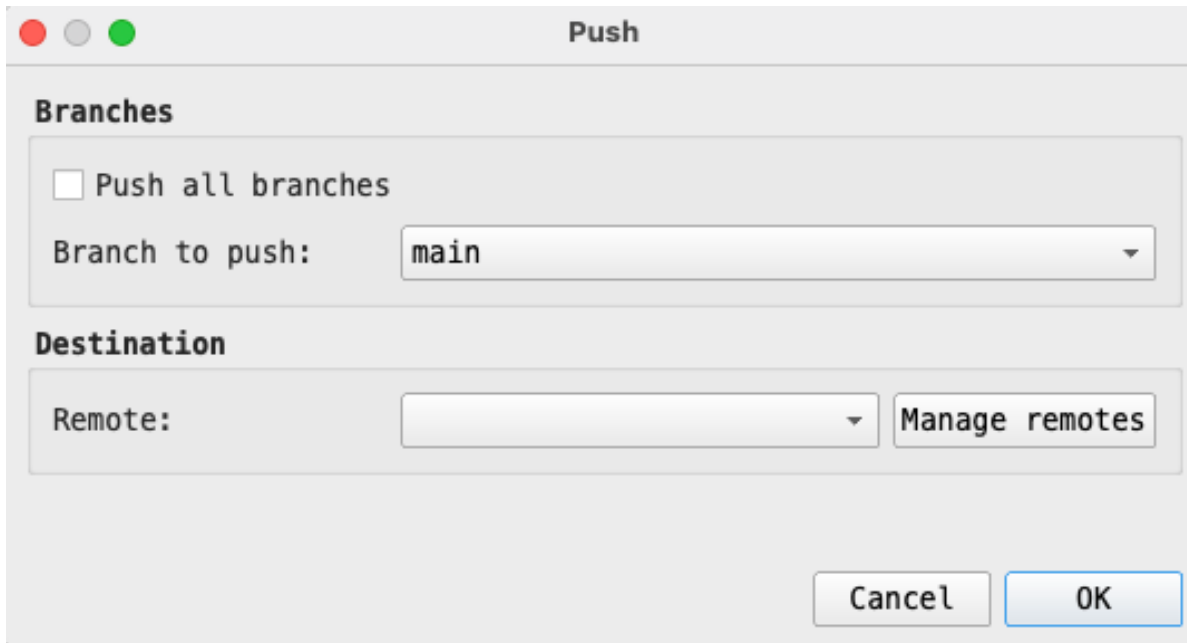 Push
Branches
Push all branches
Branch to push: main
Destination
Remote: Manage remotes
Cancel OK